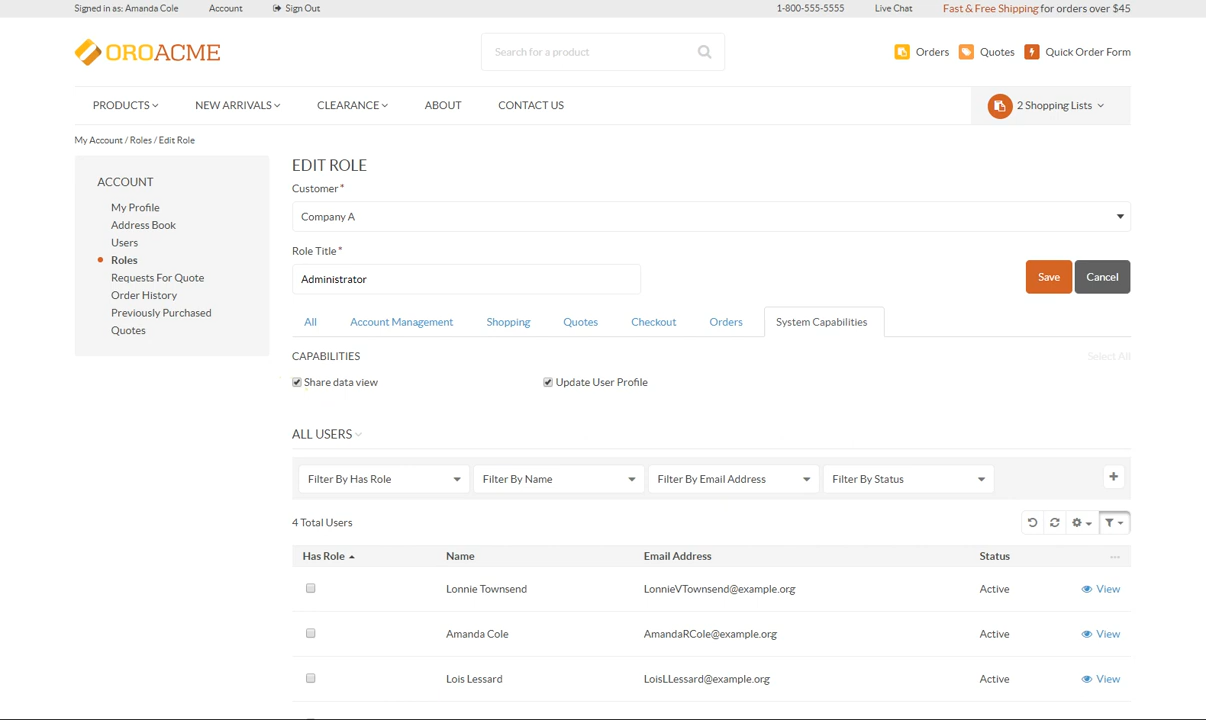 Signed in as: Amanda Cole Account Sign Out 1-800-555-5555 Live Chat Fast & Free Shipping for orders over $45
OROACME Search for a product Orders Quotes Quick Order Form
PRODUCTS NEW ARRIVALS CLEARANCE ABOUT CONTACT US 2 Shopping Lists
My Account / Roles / Edit Role
ACCOUNT
My Profile
Address Book
Users
Roles
Requests For Quote
Order History
Previously Purchased
Quotes
EDIT ROLE
Customer*
Company A
Role Title*
Administrator
Save Cancel
All Account Management Shopping Quotes Checkout Orders System Capabilities
CAPABILITIES Select All
Share data view Update User Profile
ALL USERS
Filter By Has Role Filter By Name Filter By Email Address Filter By Status
4 Total Users
Has Role Name Email Address Status
Lonnie Townsend LonnieVTownsend@example.org Active View
Amanda Cole AmandaRCole@example.org Active View
Lois Lessard LoisLLessard@example.org Active View